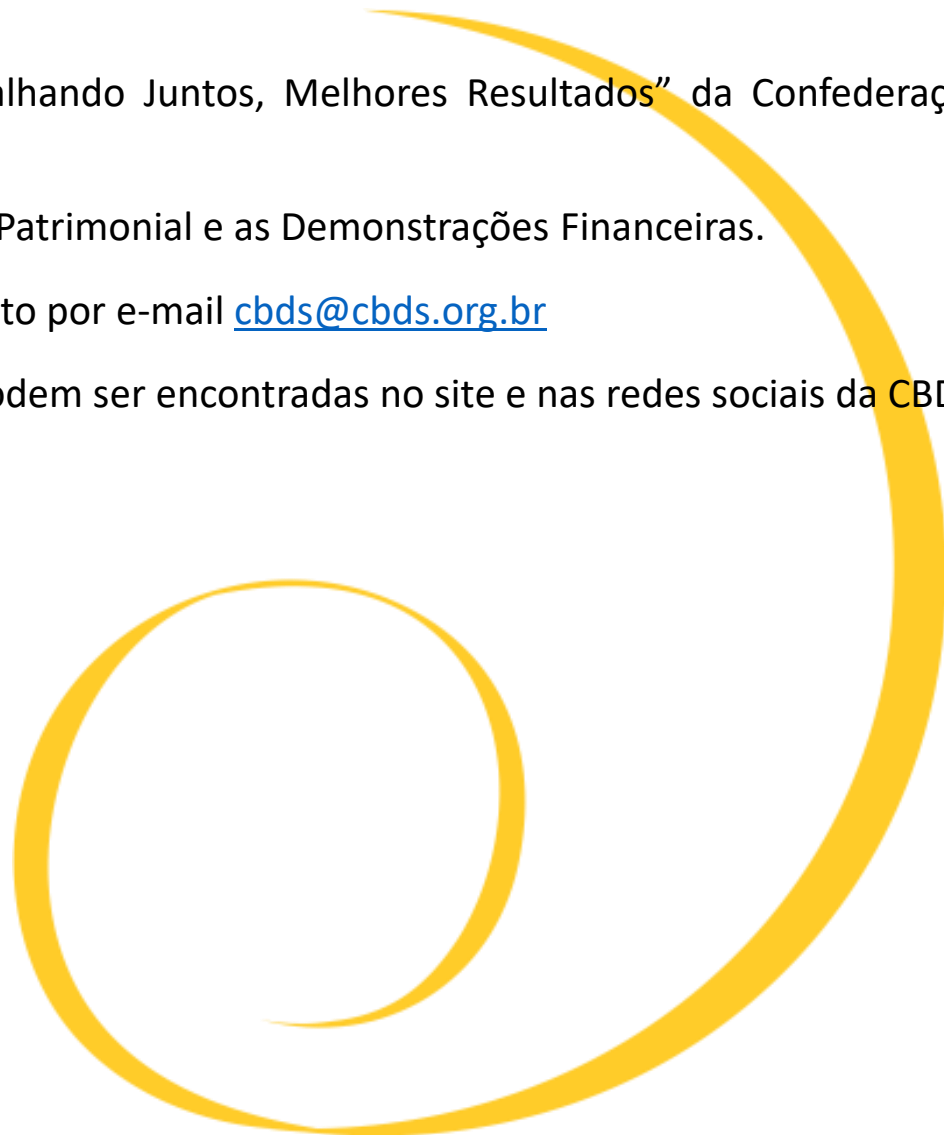 alhando Juntos, Melhores Resultados” da Confederaç
Patrimonial e as Demonstrações Financeiras.
to por e-mail cbds@cbds.org.br
odem ser encontradas no site e nas redes sociais da CBD